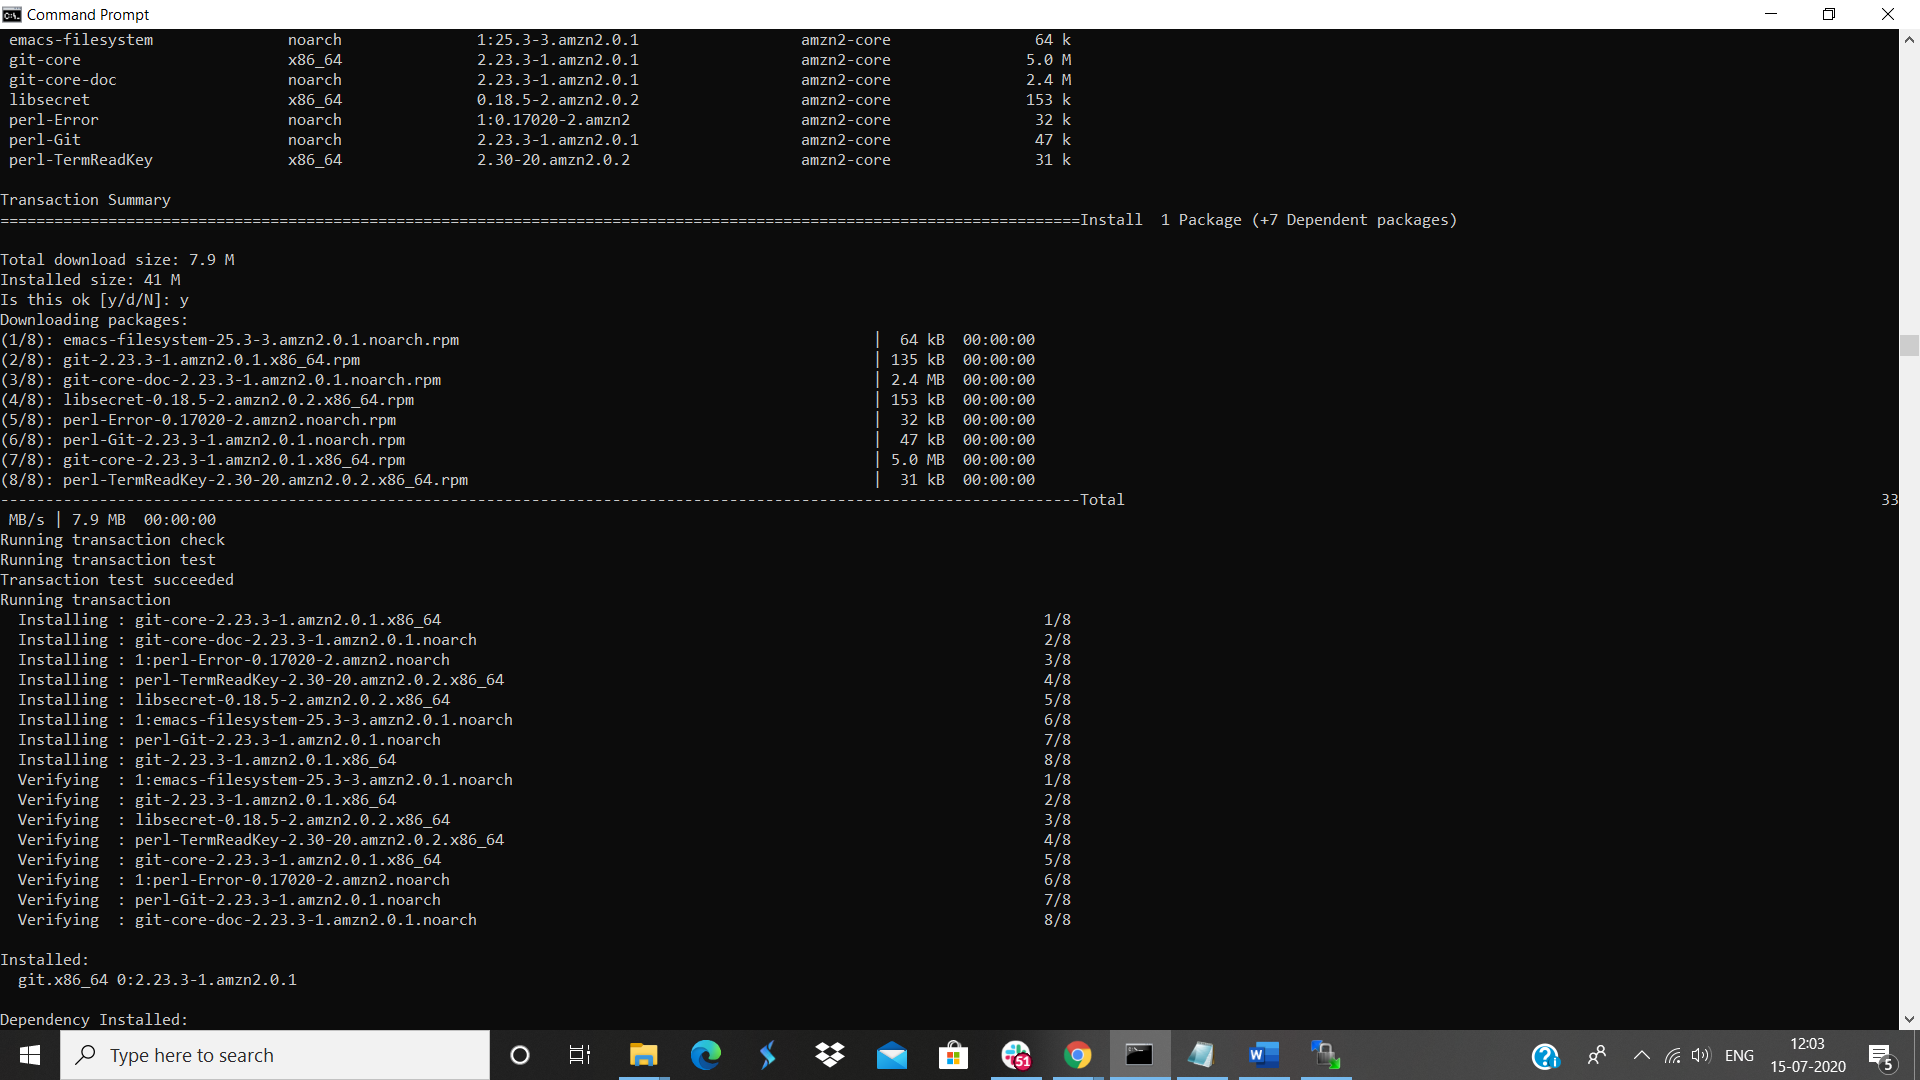 Command Prompt
emacs-filesystem noarch 1:25.3-3.amzn2.0.1 amzn2-core 64 k
git-core x86_64 2.23.3-1.amzn2.0.1 amzn2-core 5.0 M
git-core-doc noarch 2.23.3-1.amzn2.0.1 amzn2-core 2.4 M
libsecret x86_64 0.18.5-2.amzn2.0.2 amzn2-core 153 k
perl-Error noarch 1:0.17020-2.amzn2 amzn2-core 32 k
perl-Git noarch 2.23.3-1.amzn2.0.1 amzn2-core 47 k
perl-TermReadKey x86_64 2.30-20.amzn2.0.2 amzn2-core 31 k
Transaction Summary
========================================================================================================================Install 1 Package (+7 Dependent packages)
Total download size: 7.9 M
Installed size: 41 M
Is this ok [y/d/N]: y
Downloading packages:
(1/8): emacs-filesystem-25.3-3.amzn2.0.1.noarch.rpm | 64 kB 00:00:00
(2/8): git-2.23.3-1.amzn2.0.1.x86_64.rpm | 135 kB 00:00:00
(3/8): git-core-doc-2.23.3-1.amzn2.0.1.noarch.rpm | 2.4 MB 00:00:00
(4/8): libsecret-0.18.5-2.amzn2.0.2.x86_64.rpm | 153 kB 00:00:00
(5/8): perl-Error-0.17020-2.amzn2.noarch.rpm | 32 kB 00:00:00
(6/8): perl-Git-2.23.3-1.amzn2.0.1.noarch.rpm | 47 kB 00:00:00
(7/8): git-core-2.23.3-1.amzn2.0.1.x86_64.rpm | 5.0 MB 00:00:00
(8/8): perl-TermReadKey-2.30-20.amzn2.0.2.x86_64.rpm | 31 kB 00:00:00
------------------------------------------------------------------------------------------------------------------------Total 33
MB/s | 7.9 MB 00:00:00
Running transaction check
Running transaction test
Transaction test succeeded
Running transaction
Installing : git-core-2.23.3-1.amzn2.0.1.x86_64 1/8
Installing : git-core-doc-2.23.3-1.amzn2.0.1.noarch 2/8
Installing : 1:perl-Error-0.17020-2.amzn2.noarch 3/8
Installing : perl-TermReadKey-2.30-20.amzn2.0.2.x86_64 4/8
Installing : libsecret-0.18.5-2.amzn2.0.2.x86_64 5/8
Installing : 1:emacs-filesystem-25.3-3.amzn2.0.1.noarch 6/8
Installing : perl-Git-2.23.3-1.amzn2.0.1.noarch 7/8
Installing : git-2.23.3-1.amzn2.0.1.x86_64 8/8
Verifying : 1:emacs-filesystem-25.3-3.amzn2.0.1.noarch 1/8
Verifying : git-2.23.3-1.amzn2.0.1.x86_64 2/8
Verifying : libsecret-0.18.5-2.amzn2.0.2.x86_64 3/8
Verifying : perl-TermReadKey-2.30-20.amzn2.0.2.x86_64 4/8
Verifying : git-core-2.23.3-1.amzn2.0.1.x86_64 5/8
Verifying : 1:perl-Error-0.17020-2.amzn2.noarch 6/8
Verifying : perl-Git-2.23.3-1.amzn2.0.1.noarch 7/8
Verifying : git-core-doc-2.23.3-1.amzn2.0.1.noarch 8/8
Installed:
git.x86_64 0:2.23.3-1.amzn2.0.1
Dependency Installed:
Type here to search
51
ENG
12:03
15-07-2020
5